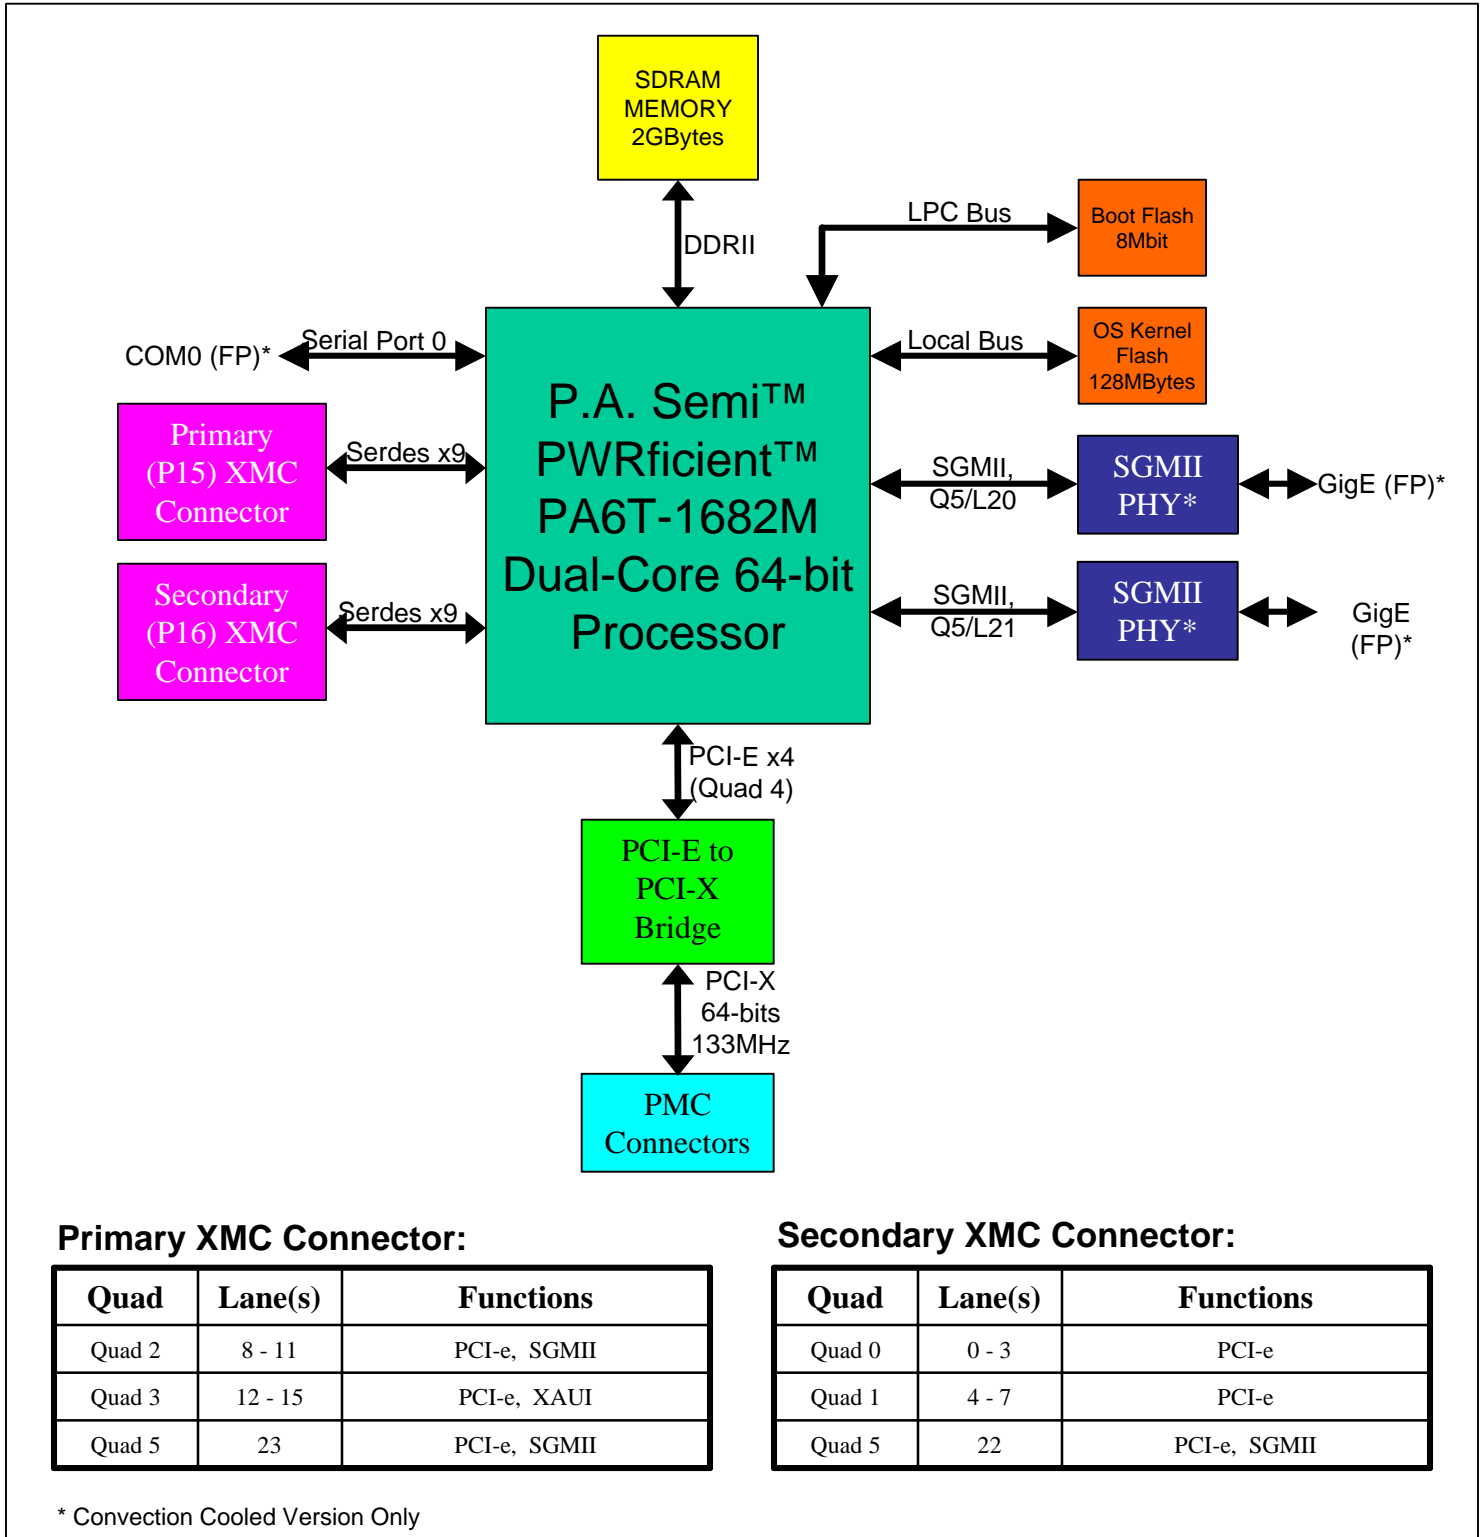 SDRAM
MEMORY
2GBytes
DDRII
LPC Bus
Boot Flash
8Mbit
COM0 (FP)*
Serial Port 0
Local Bus
OS Kernel
Flash
128MBytes
P.A. Semi™
PWRficient™
PA6T-1682M
Dual-Core 64-bit
Processor
Primary
(P15) XMC
Connector
Serdes x9
SGMII,
Q5/L20
SGMII
PHY*
GigE (FP)*
Secondary
(P16) XMC
Connector
Serdes x9
SGMII,
Q5/L21
SGMII
PHY*
GigE
(FP)*
PCI-E x4
(Quad 4)
PCI-E to
PCI-X
Bridge
PCI-X
64-bits
133MHz
PMC
Connectors
Primary XMC Connector:
Quad Lane(s) Functions
Quad 2 8 - 11 PCI-e, SGMII
Quad 3 12 - 15 PCI-e, XAUI
Quad 5 23 PCI-e, SGMII
Secondary XMC Connector:
Quad Lane(s) Functions
Quad 0 0 - 3 PCI-e
Quad 1 4 - 7 PCI-e
Quad 5 22 PCI-e, SGMII
* Convection Cooled Version Only